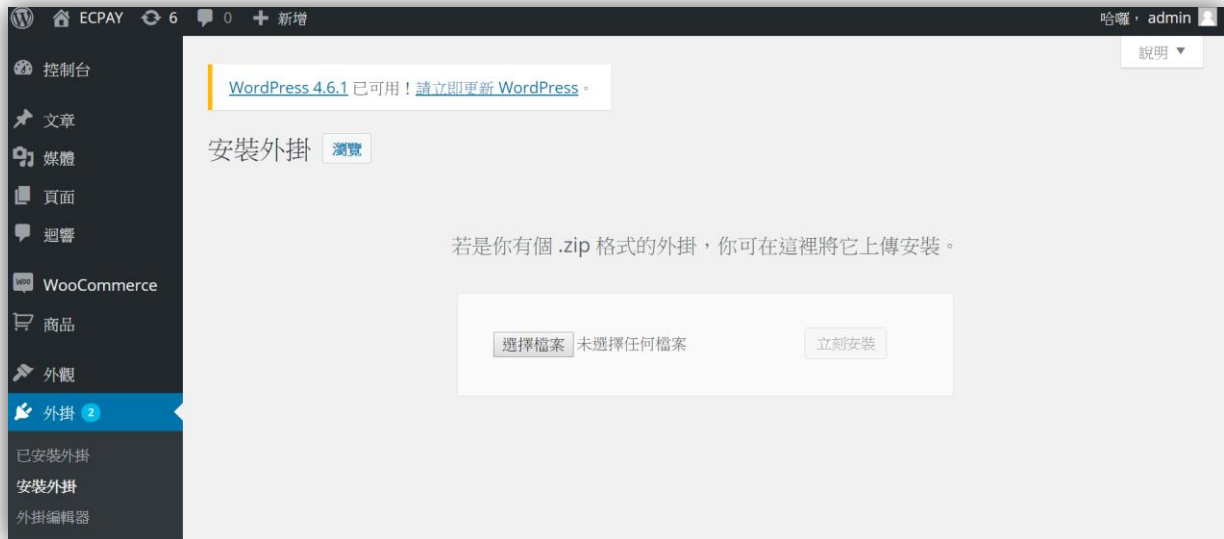 ECPAY 6 0 新增 哈囉，admin
說明
控制台
WordPress 4.6.1 已可用！請立即更新 WordPress。
文章
安裝外掛 瀏覽
媒體
頁面
迴響
若是你有個 .zip 格式的外掛，你可在這裡將它上傳安裝。
WooCommerce
商品
選擇檔案 未選擇任何檔案 立刻安裝
外觀
外掛 2
已安裝外掛
安裝外掛
外掛編輯器